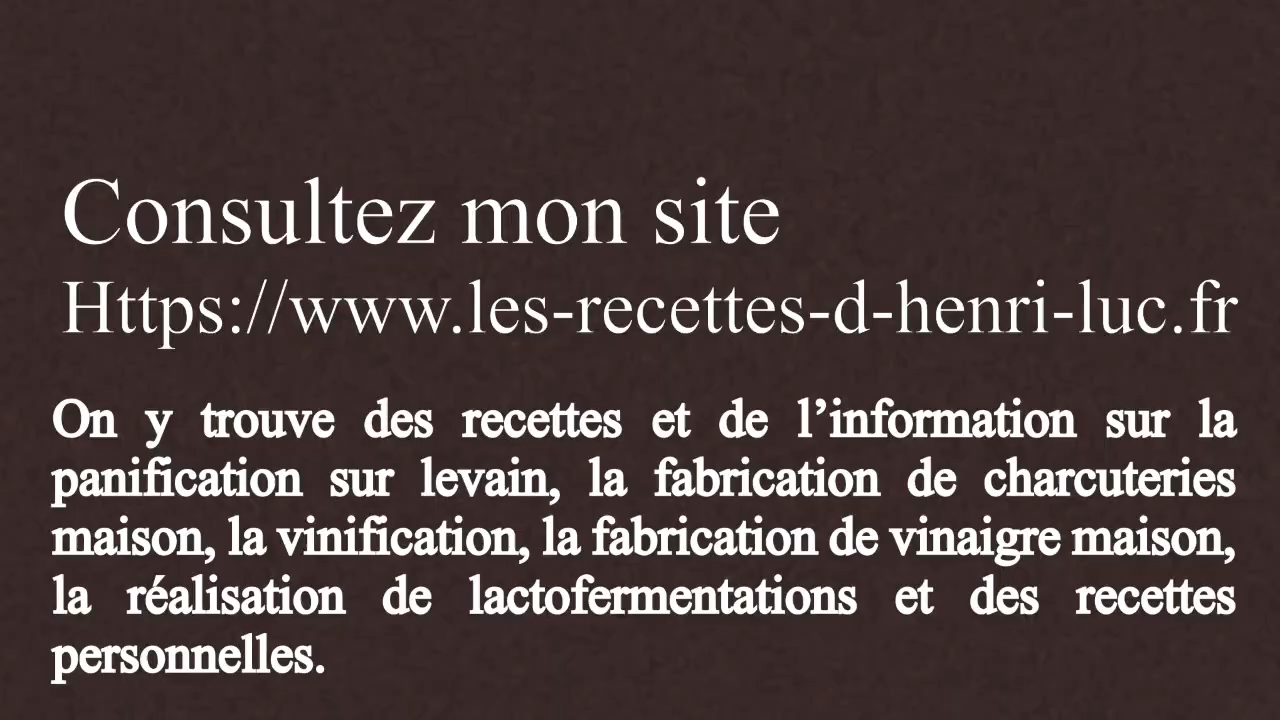 Consultez mon site
Https://www.les-recettes-d-henri-luc.fr
On y trouve des recettes et de l’information sur la
panification sur levain, la fabrication de charcuteries
maison, la vinification, la fabrication de vinaigre maison,
la réalisation de lactofermentations et des recettes
personnelles.